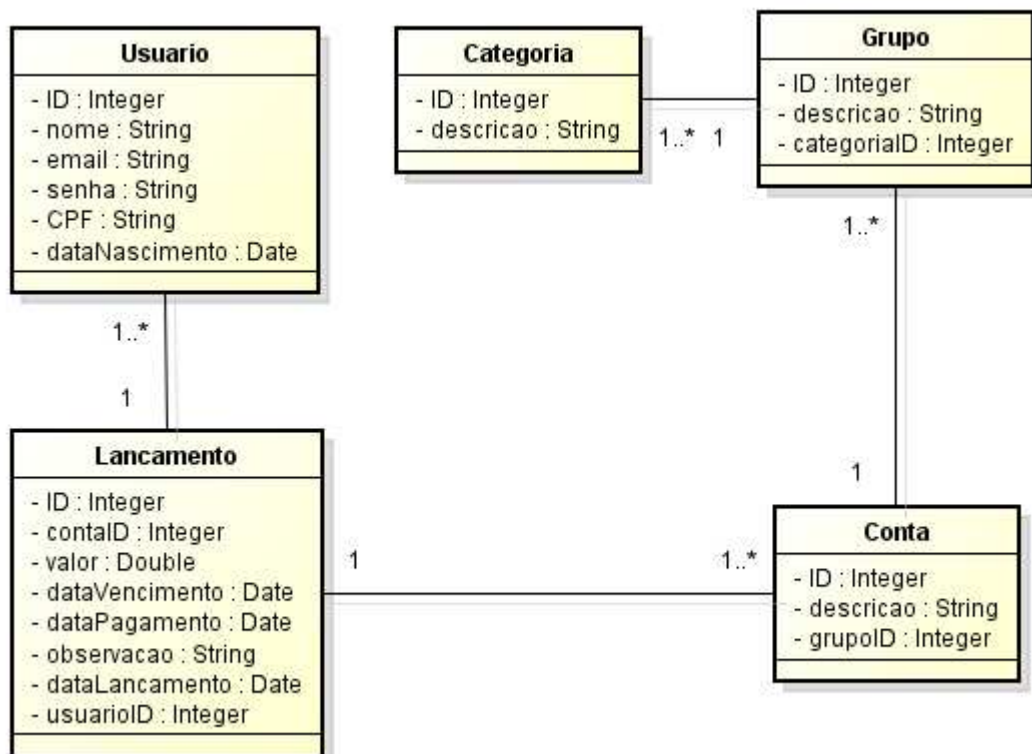 Usuario
- ID : Integer
- nome : String
- email : String
- senha : String
- CPF : String
- dataNascimento : Date
Categoria
- ID : Integer
- descricao : String
Grupo
- ID : Integer
- descricao : String
- categoriaID : Integer
1..* 1
1..*
1
1..*
1
Lancamento
- ID : Integer
- contaID : Integer
- valor : Double
- dataVencimento : Date
- dataPagamento : Date
- observacao : String
- dataLancamento : Date
- usuarioID : Integer
1 1..*
Conta
- ID : Integer
- descricao : String
- grupoID : Integer